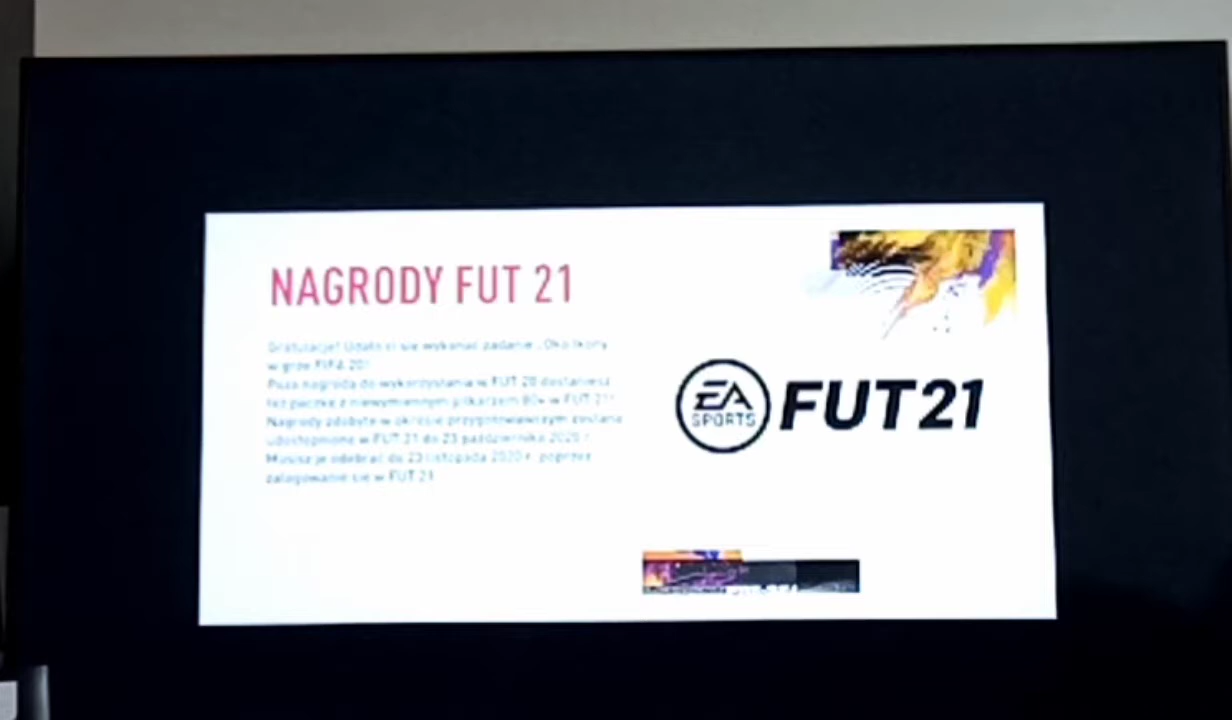 NAGRODY FUT 21
Gratulacje! Udało ci się wykonać zadanie „Oko Ikony
w grze FIFA 20!
Poza nagrodą do wykorzystania w FUT 20 dostaniesz
też paczkę z niewymiennym piłkarzem 80+ w FUT 21!
Nagrody zdobyte w okresie przygotowawczym zostaną
udostępnione w FUT 21 do 23 października 2020 r.
Musisz je odebrać do 23 listopada 2020 r. poprzez
zalogowanie się w FUT 21.
EA
SPORTS
FUT21